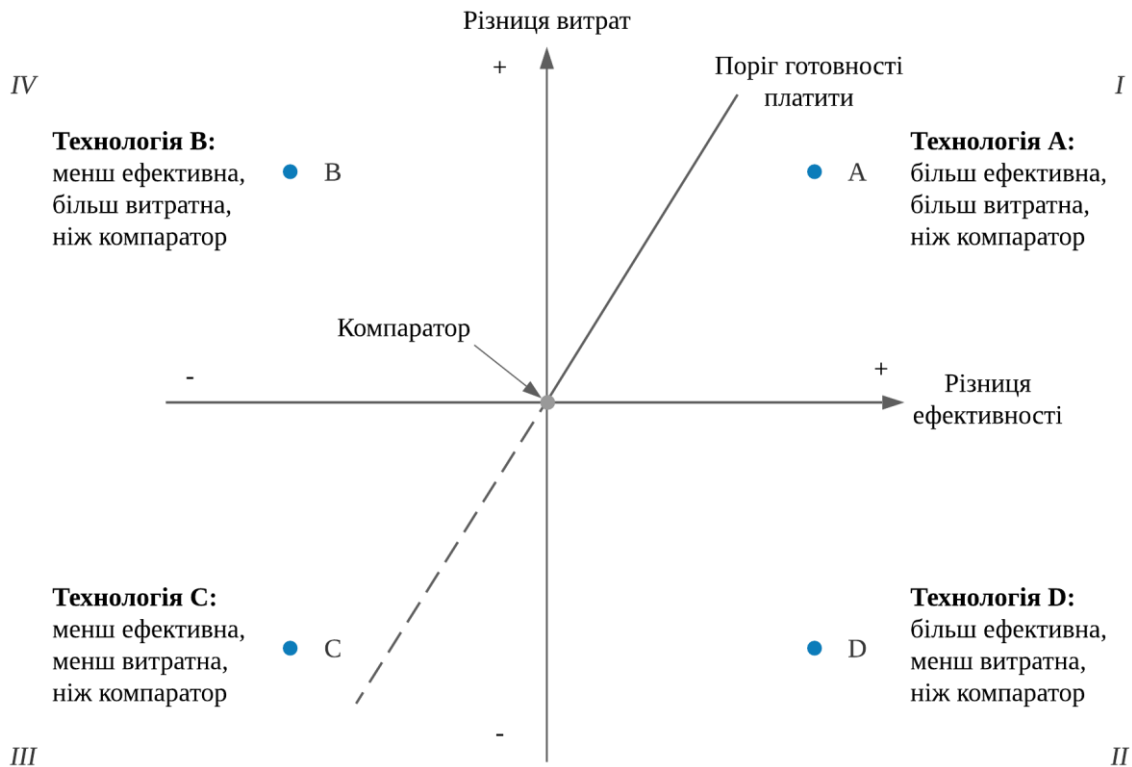 Різниця витрат
+
IV
Поріг готовності
платити
I
Технологія B:
менш ефективна,
більш витратна,
ніж компаратор
B
A
Технологія A:
більш ефективна,
більш витратна,
ніж компаратор
Компаратор
-
+
Різниця
ефективності
Технологія C:
менш ефективна,
менш витратна,
ніж компаратор
C
D
Технологія D:
більш ефективна,
менш витратна,
ніж компаратор
-
III
II